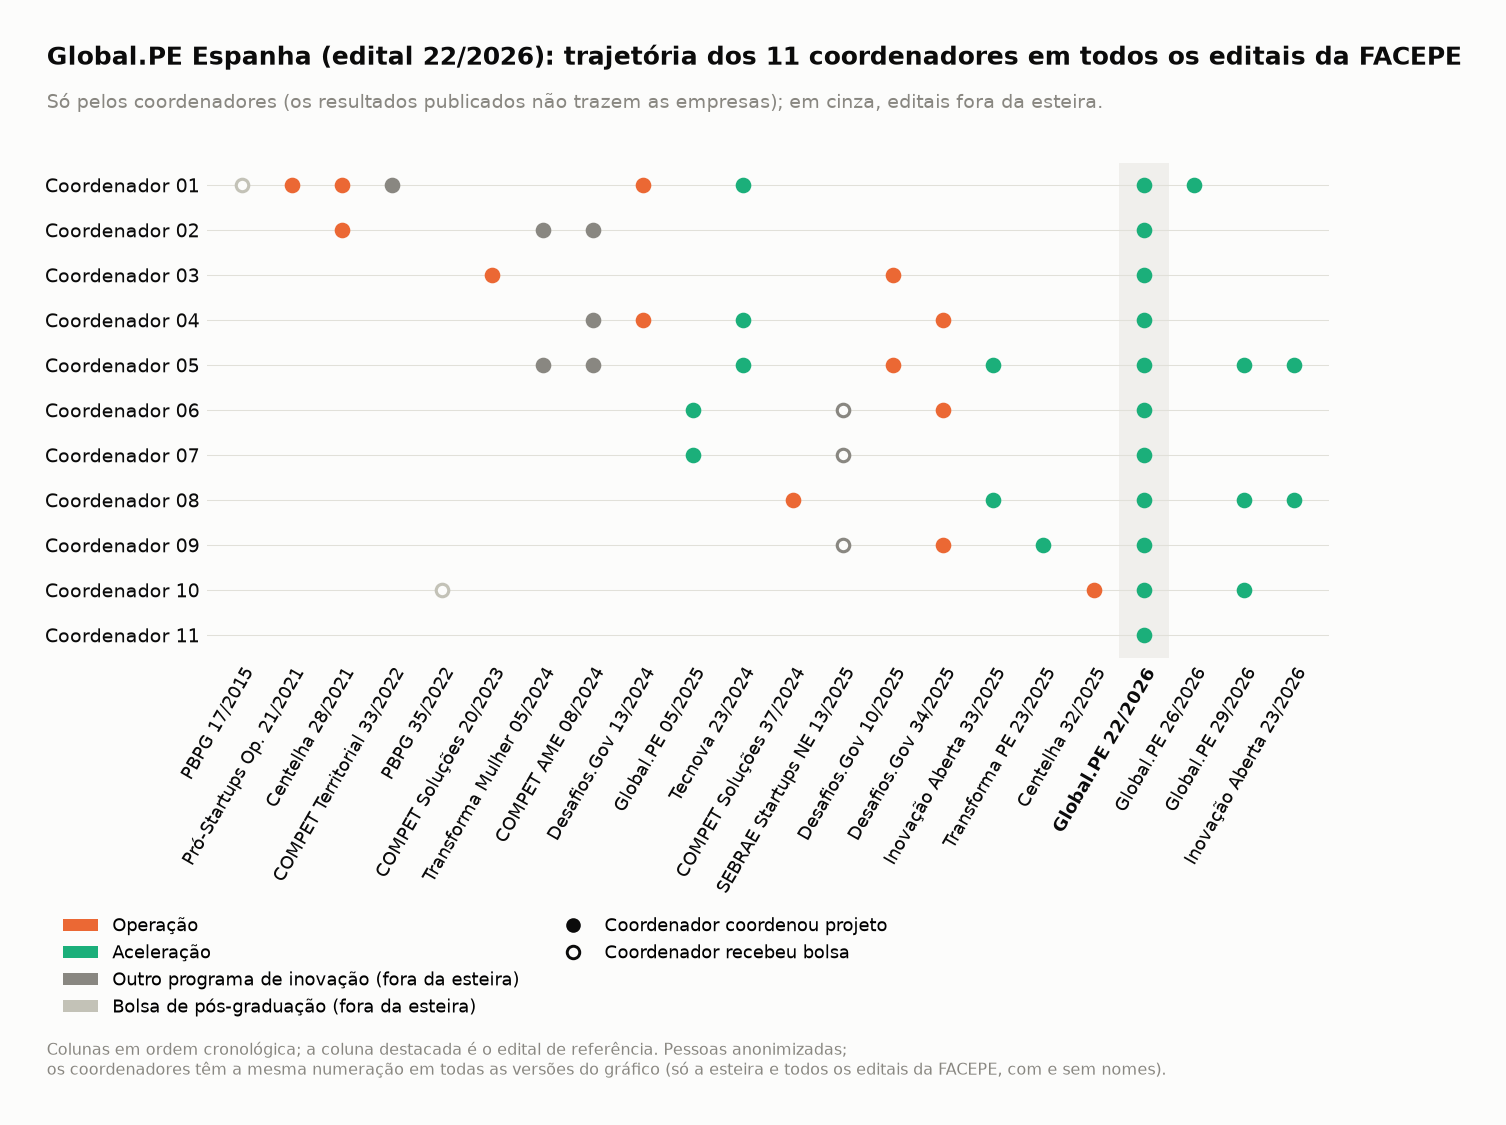 Global.PE Espanha (edital 22/2026): trajetória dos 11 coordenadores em todos os editais da FACEPE
Só pelos coordenadores (os resultados publicados não trazem as empresas); em cinza, editais fora da esteira.
Coordenador 01
Coordenador 02
Coordenador 03
Coordenador 04
Coordenador 05
Coordenador 06
Coordenador 07
Coordenador 08
Coordenador 09
Coordenador 10
Coordenador 11
PBPG 17/2015
Pró-Startups Op. 21/2021
Centelha 28/2021
COMPET Territorial 33/2022
PBPG 35/2022
COMPET Soluções 20/2023
Transforma Mulher 05/2024
COMPET AME 08/2024
Desafios.Gov 13/2024
Global.PE 05/2025
Tecnova 23/2024
COMPET Soluções 37/2024
SEBRAE Startups NE 13/2025
Desafios.Gov 10/2025
Desafios.Gov 34/2025
Inovação Aberta 33/2025
Transforma PE 23/2025
Centelha 32/2025
Global.PE 22/2026
Global.PE 26/2026
Global.PE 29/2026
Inovação Aberta 23/2026
Operação
Aceleração
Outro programa de inovação (fora da esteira)
Bolsa de pós-graduação (fora da esteira)
Coordenador coordenou projeto
Coordenador recebeu bolsa
Colunas em ordem cronológica; a coluna destacada é o edital de referência. Pessoas anonimizadas;
os coordenadores têm a mesma numeração em todas as versões do gráfico (só a esteira e todos os editais da FACEPE, com e sem nomes).